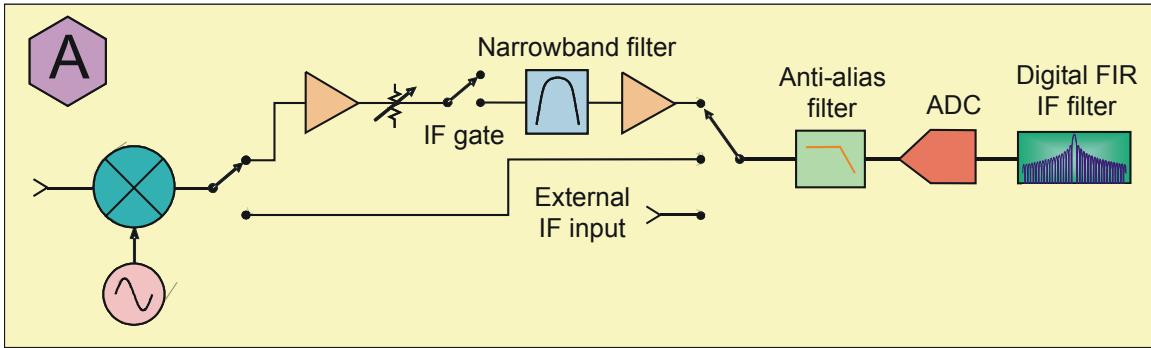 A
Narrowband filter
IF gate
External
IF input
Anti-alias
filter
ADC
Digital FIR
IF filter